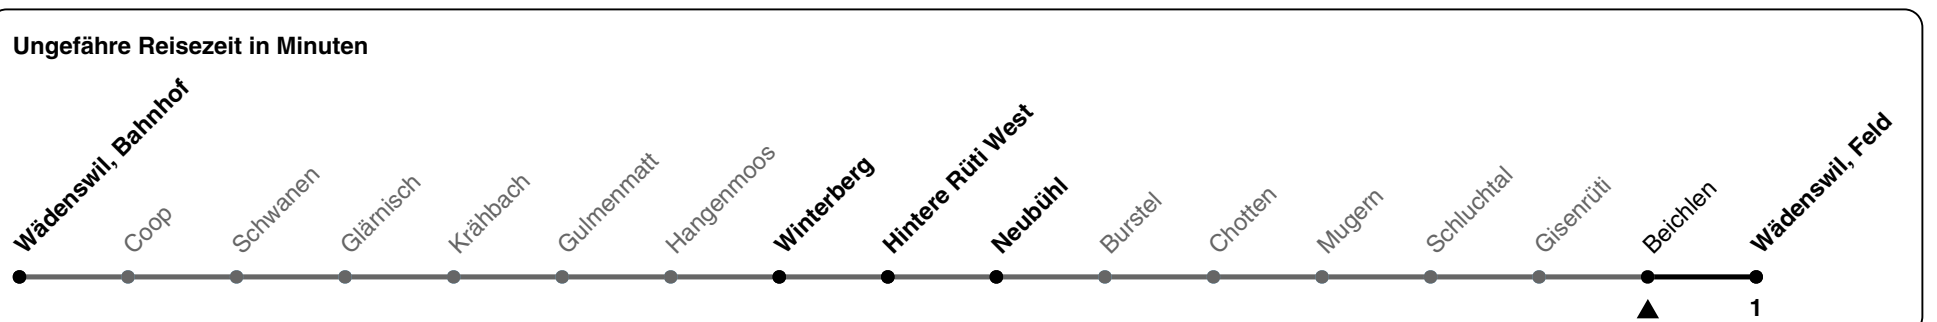 Ungefähre Reisezeit in Minuten
Wädenswil, Bahnhof
Coop
Schwanen
Glärnisch
Krähbach
Gulmenmatt
Hangenmoos
Winterberg
Hintere Rüti West
Neubühl
Burstel
Chotten
Mugern
Schluchtal
Gisenrüti
Beichlen
Wädenswil, Feld
1